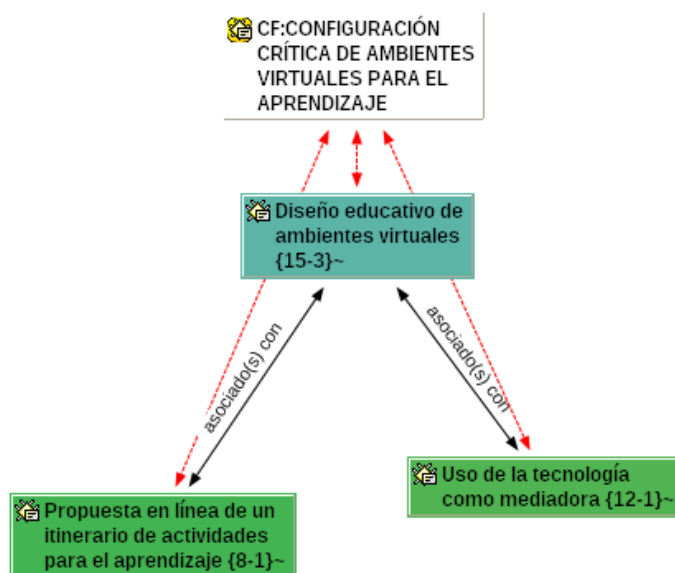 CF:CONFIGURACIÓN
CRÍTICA DE AMBIENTES
VIRTUALES PARA EL
APRENDIZAJE
Diseño educativo de
ambientes virtuales
{15-3}~
asociado(s) con
asociado(s) con
Uso de la tecnología
como mediadora {12-1}~
Propuesta en línea de un
itinerario de actividades
para el aprendizaje {8-1}~